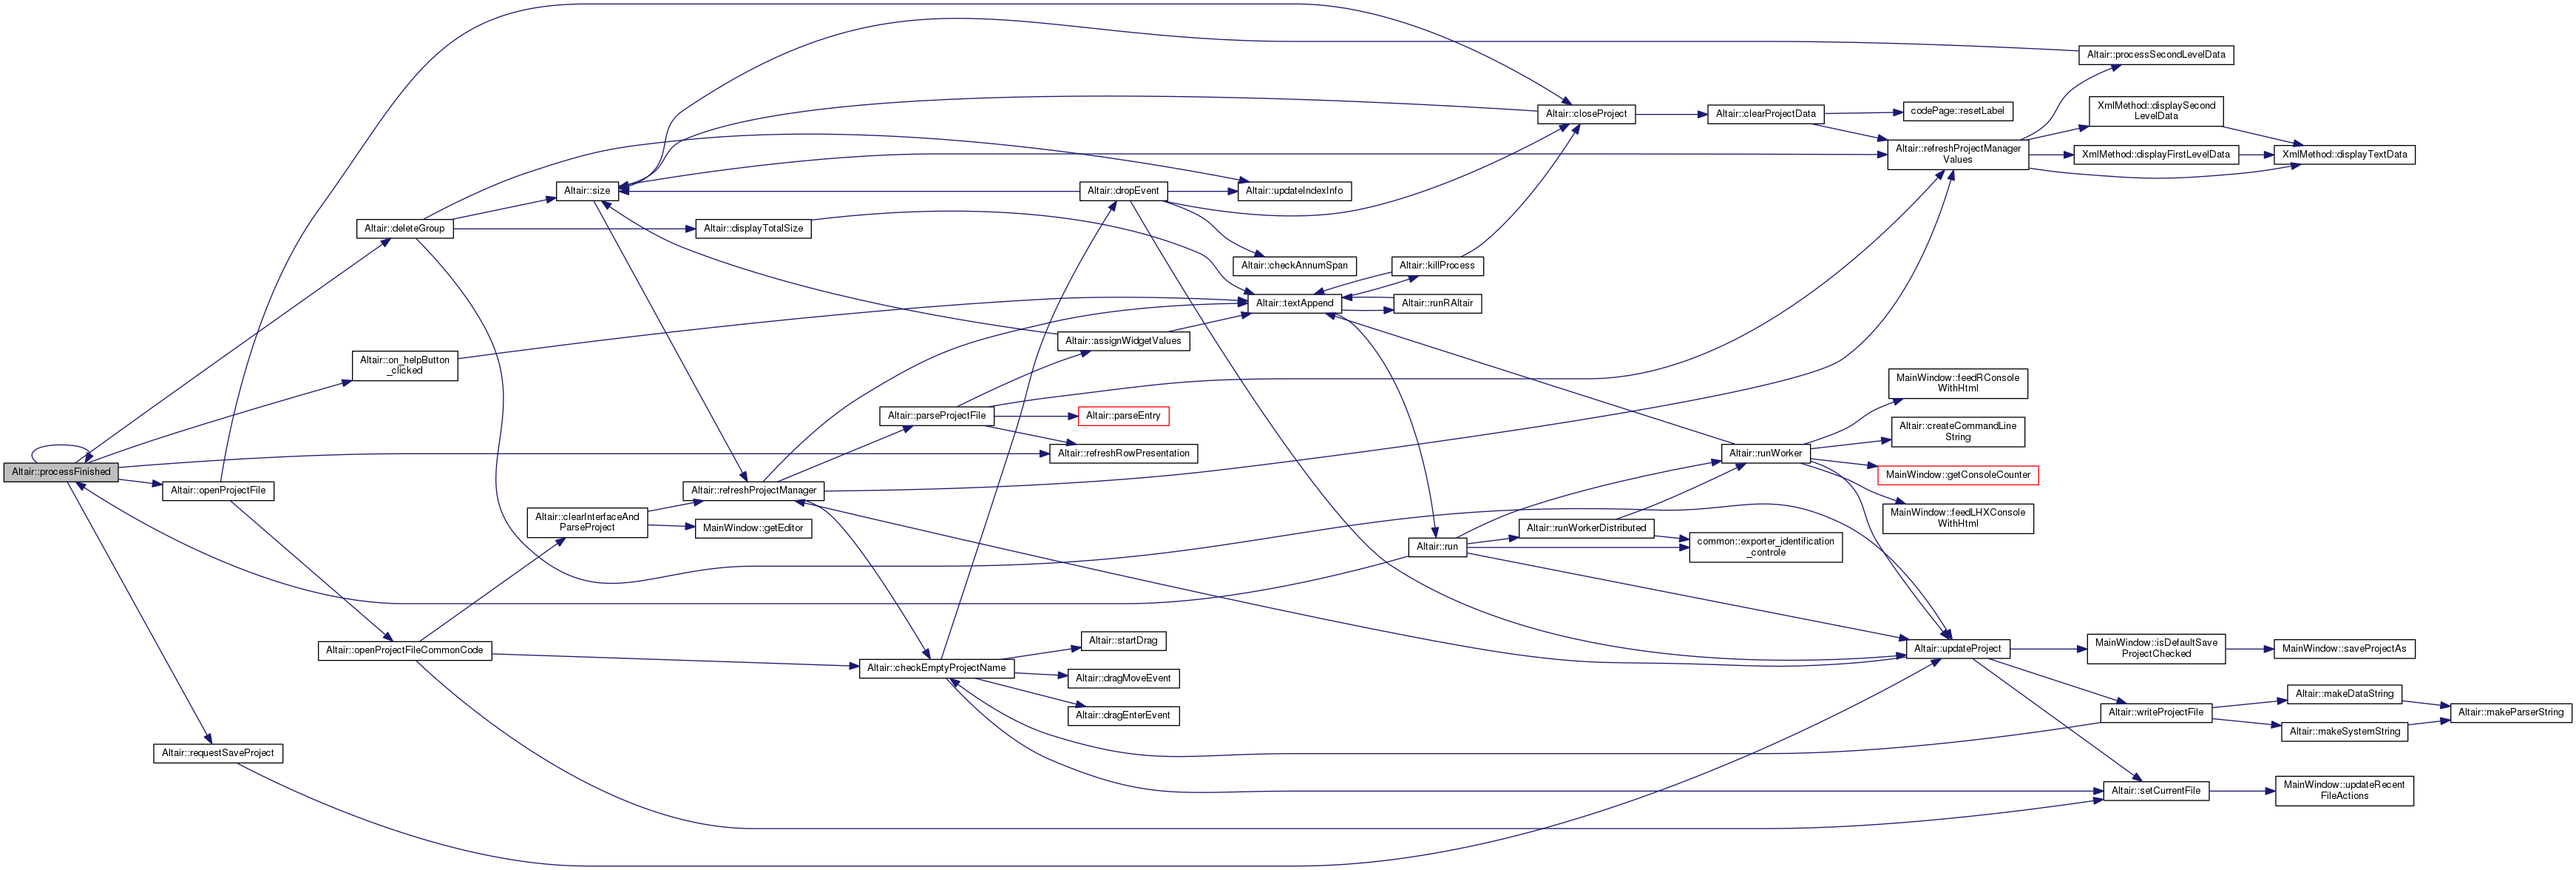 Altair::processFinished
Altair::deleteGroup
Altair::on_helpButton
_clicked
Altair::openProjectFile
Altair::requestSaveProject
Altair::openProjectFileCommonCode
Altair::clearInterfaceAnd
ParseProject
Altair::size
Altair::displayTotalSize
Altair::refreshProjectManager
MainWindow::getEditor
Altair::parseProjectFile
Altair::checkEmptyProjectName
Altair::dropEvent
Altair::assignWidgetValues
Altair::parseEntry
Altair::refreshRowPresentation
Altair::startDrag
Altair::dragMoveEvent
Altair::dragEnterEvent
Altair::updateIndexInfo
Altair::checkAnnumSpan
Altair::textAppend
Altair::killProcess
Altair::runRAltair
Altair::run
Altair::closeProject
Altair::runWorkerDistributed
Altair::clearProjectData
Altair::runWorker
common::exporter_identification
_controle
codePage::resetLabel
Altair::refreshProjectManager
Values
MainWindow::feedRConsole
WithHtml
Altair::createCommandLine
String
MainWindow::getConsoleCounter
MainWindow::feedLHXConsole
WithHtml
Altair::updateProject
Altair::processSecondLevelData
XmlMethod::displaySecond
LevelData
XmlMethod::displayFirstLevelData
XmlMethod::displayTextData
MainWindow::isDefaultSave
ProjectChecked
MainWindow::saveProjectAs
Altair::writeProjectFile
Altair::makeDataString
Altair::makeSystemString
Altair::makeParserString
Altair::setCurrentFile
MainWindow::updateRecent
FileActions